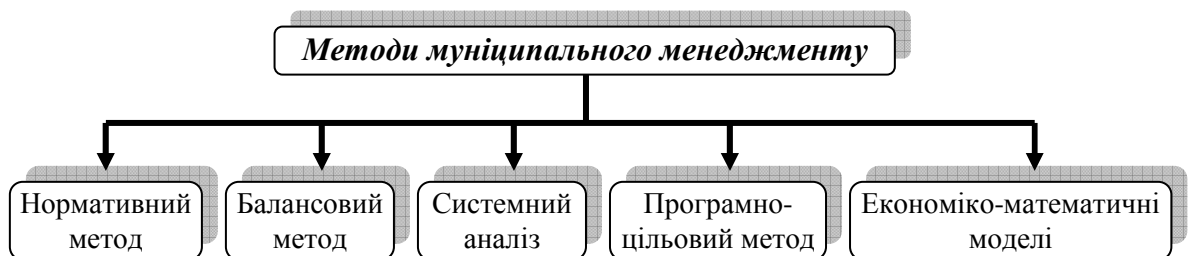 Методи муніципального менеджменту
Нормативний
метод
Балансовий
метод
Системний
аналіз
Програмно-
цільовий метод
Економіко-математичні
моделі